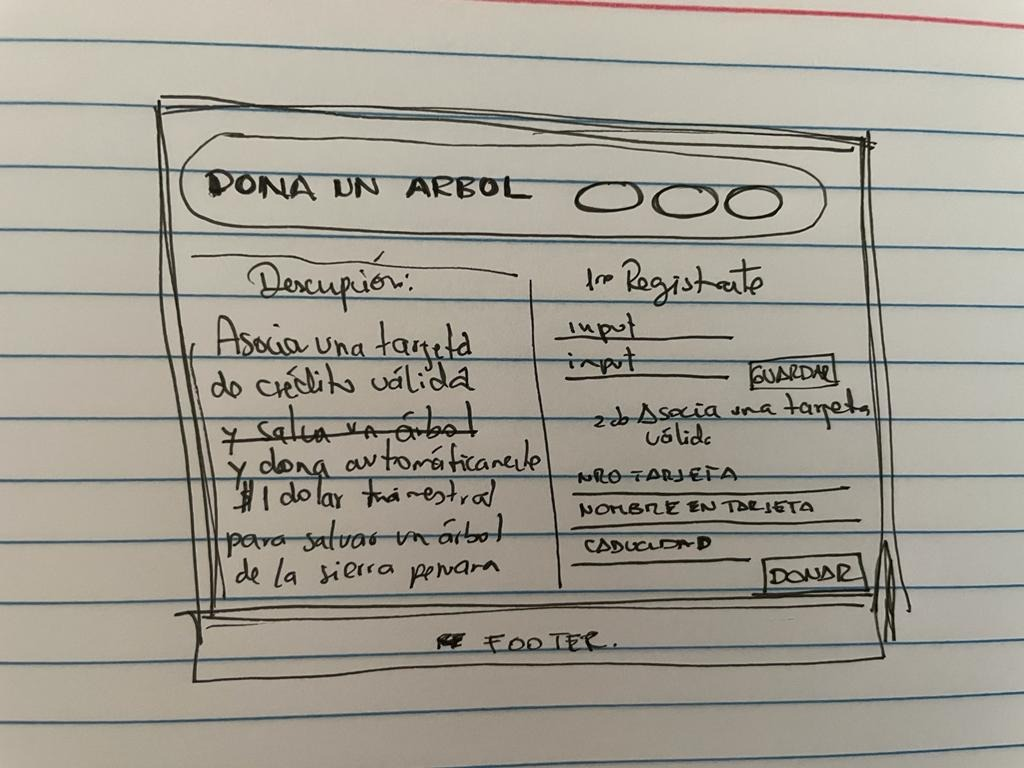 DONA UN ARBOL
Descripción:
Asocia una tarjeta
de crédito válida
y salva un árbol
y dona automáticamente
$1 dolar trimestral
para salvar un árbol
de la sierra peruana
1ro Registrate
input
input
GUARDAR
2do Asocia una tarjeta
válida
NRO TARJETA
NOMBRE EN TARJETA
CADUCIDAD
DONAR
FOOTER.